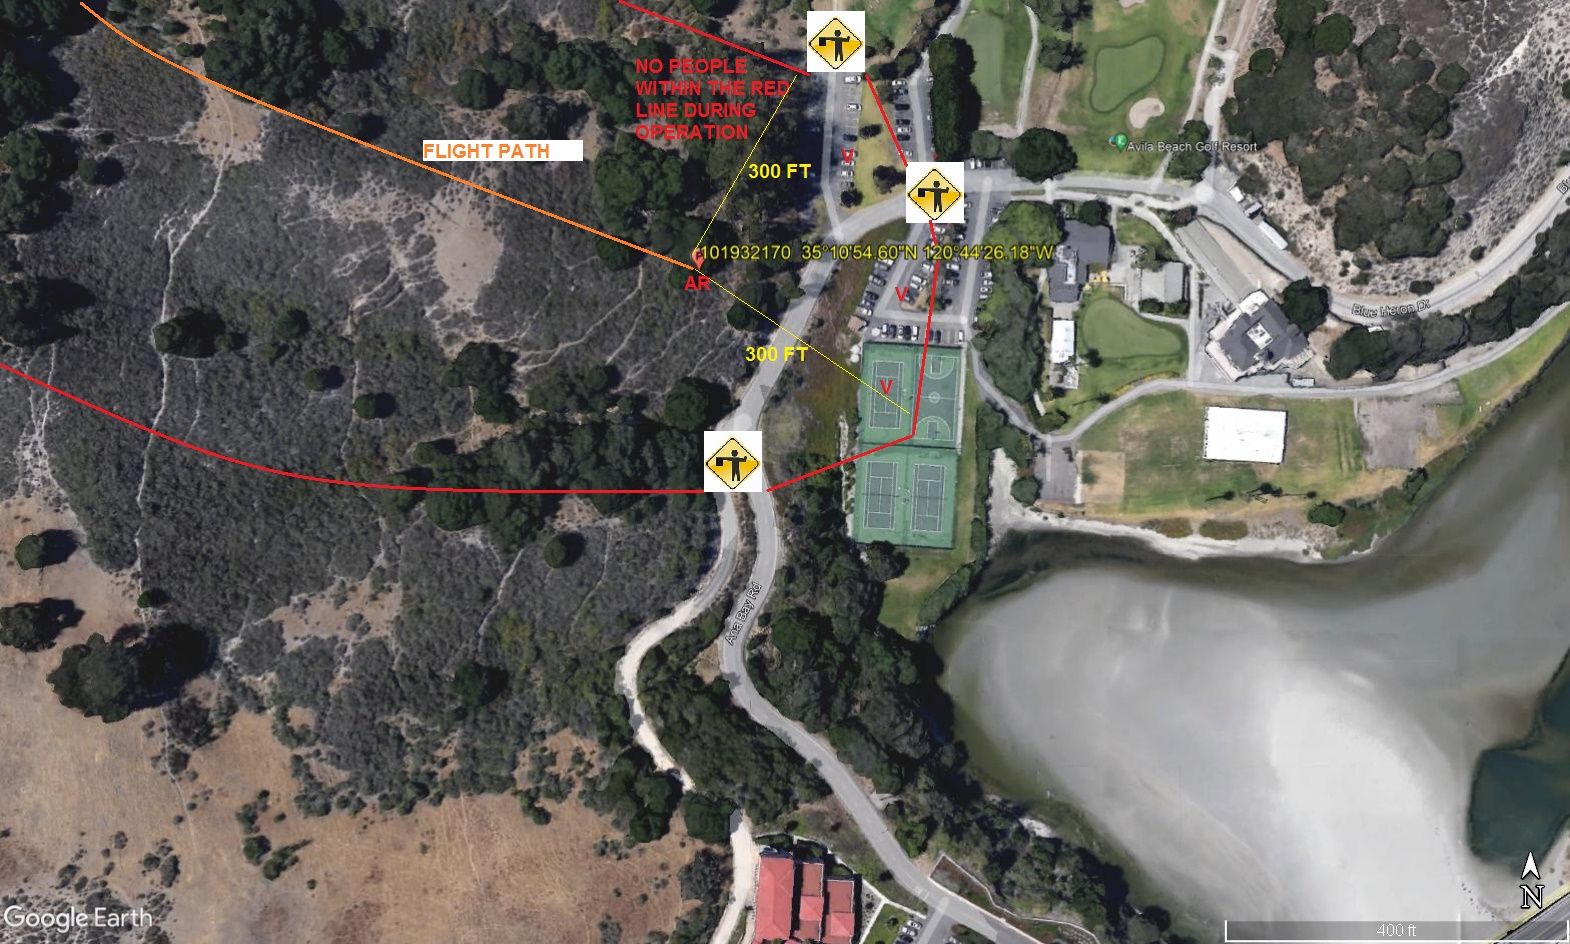 NO PEOPLE
WITHIN THE RED
LINE DURING
OPERATION
FLIGHT PATH
300 FT
V
Avila Beach Golf Resort
101932170 35°10'54.60"N 120°44'26.18"W
AR
V
Blue Heron Dr
300 FT
V
Ana Bay Rd
Google Earth
N
400 ft